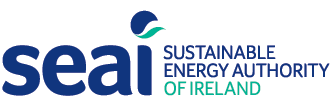 seai
SUSTAINABLE
ENERGY AUTHORITY
OF IRELAND